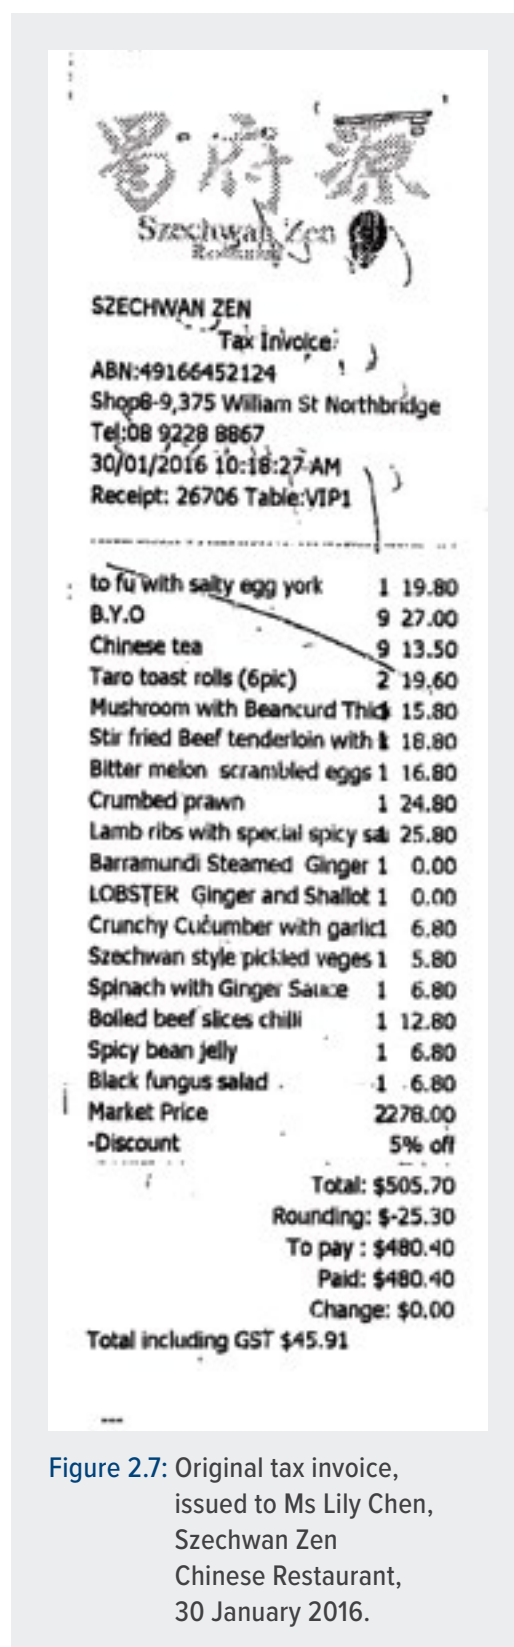 蜀府源
Szechwan Zen
Restaurant
SZECHWAN ZEN
Tax Invoice
ABN:49166452124
Shop8-9,375 William St Northbridge
Tel:08 9228 8867
30/01/2016 10:18:27 AM
Receipt: 26706 Table:VIP1
to fu with salty egg york 1 19.80
B.Y.O 9 27.00
Chinese tea 9 13.50
Taro toast rolls (6pic) 2 19.60
Mushroom with Beancurd Thic1 15.80
Stir fried Beef tenderloin with 1 18.80
Bitter melon scrambled eggs 1 16.80
Crumbed prawn 1 24.80
Lamb ribs with special spicy sa1 25.80
Barramundi Steamed Ginger 1 0.00
LOBSTER Ginger and Shallot 1 0.00
Crunchy Cucumber with garlic1 6.80
Szechwan style pickled veges 1 5.80
Spinach with Ginger Sauce 1 6.80
Boiled beef slices chilli 1 12.80
Spicy bean jelly 1 6.80
Black fungus salad 1 6.80
Market Price 2278.00
-Discount 5% off
Total: $505.70
Rounding: $-25.30
To pay : $480.40
Paid: $480.40
Change: $0.00
Total including GST $45.91
Figure 2.7: Original tax invoice,
issued to Ms Lily Chen,
Szechwan Zen
Chinese Restaurant,
30 January 2016.